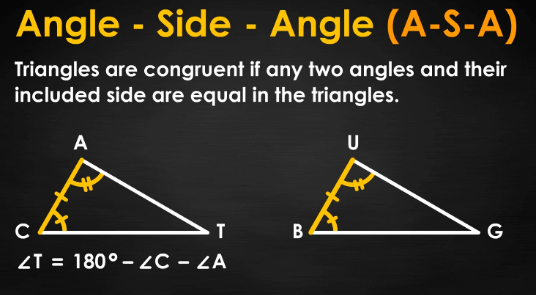 Angle - Side - Angle (A-S-A)
Triangles are congruent if any two angles and their
included side are equal in the triangles.
A
U
C
T
B
G
∠T = 180° – ∠C – ∠A